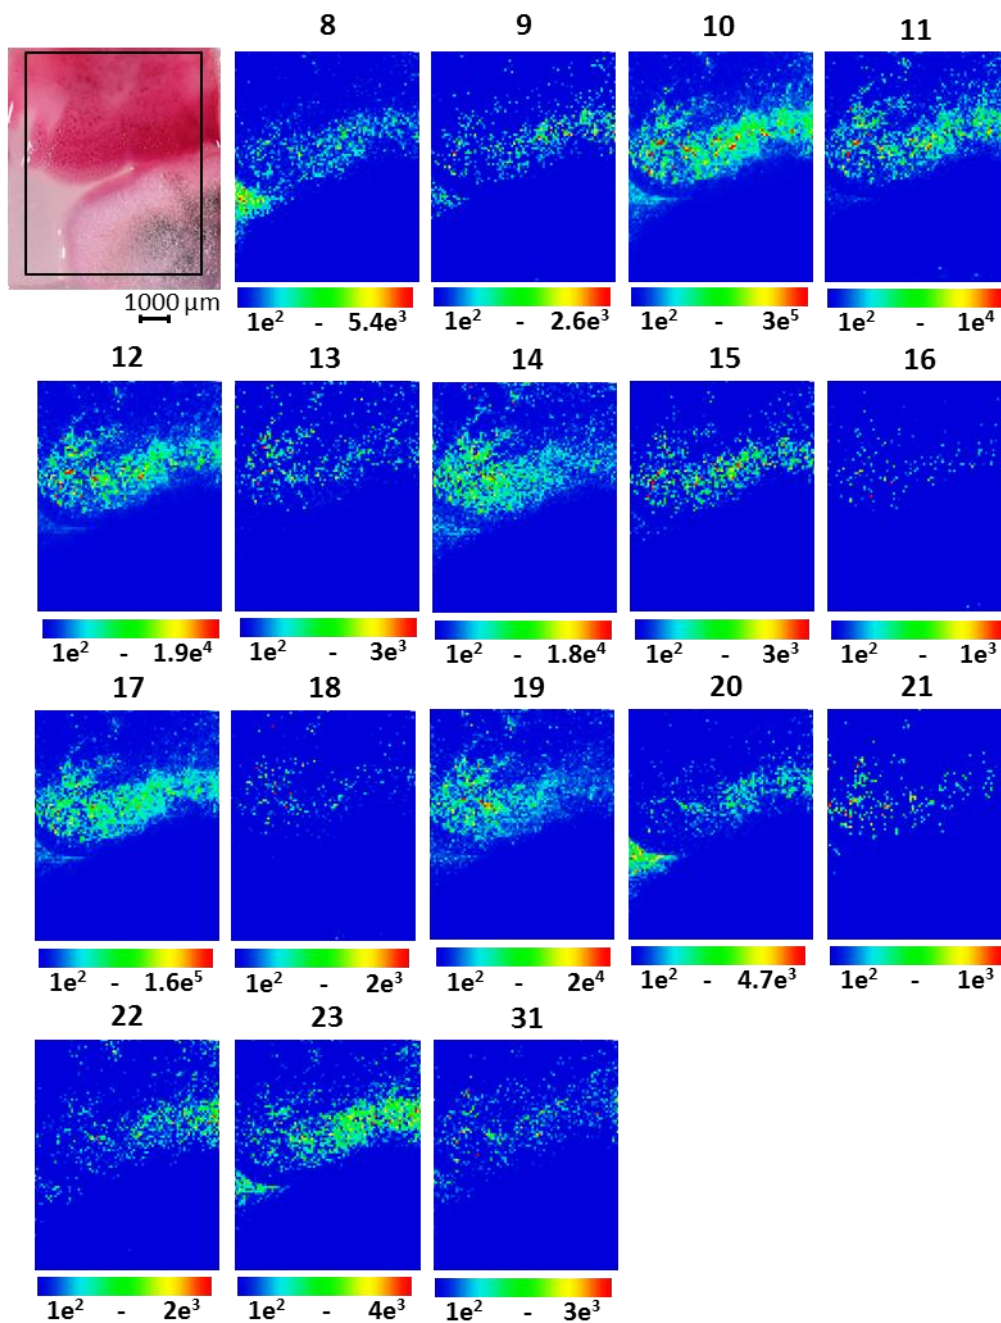 8 9 10 11
1000 µm
1e² - 5.4e³ 1e² - 2.6e³ 1e² - 3e⁵ 1e² - 1e⁴
12 13 14 15 16
1e² - 1.9e⁴ 1e² - 3e³ 1e² - 1.8e⁴ 1e² - 3e³ 1e² - 1e³
17 18 19 20 21
1e² - 1.6e⁵ 1e² - 2e³ 1e² - 2e⁴ 1e² - 4.7e³ 1e² - 1e³
22 23 31
1e² - 2e³ 1e² - 4e³ 1e² - 3e³